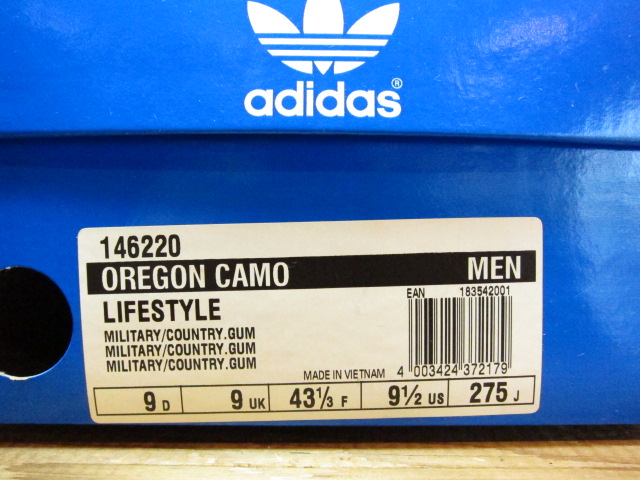 adidas®
146220
OREGON CAMO MEN
LIFESTYLE
EAN 183542001
MILITARY/COUNTRY.GUM
MILITARY/COUNTRY.GUM
MILITARY/COUNTRY.GUM
MADE IN VIETNAM 4 003424 372179
9 D 9 UK 43⅓ F 9½ US 275 J